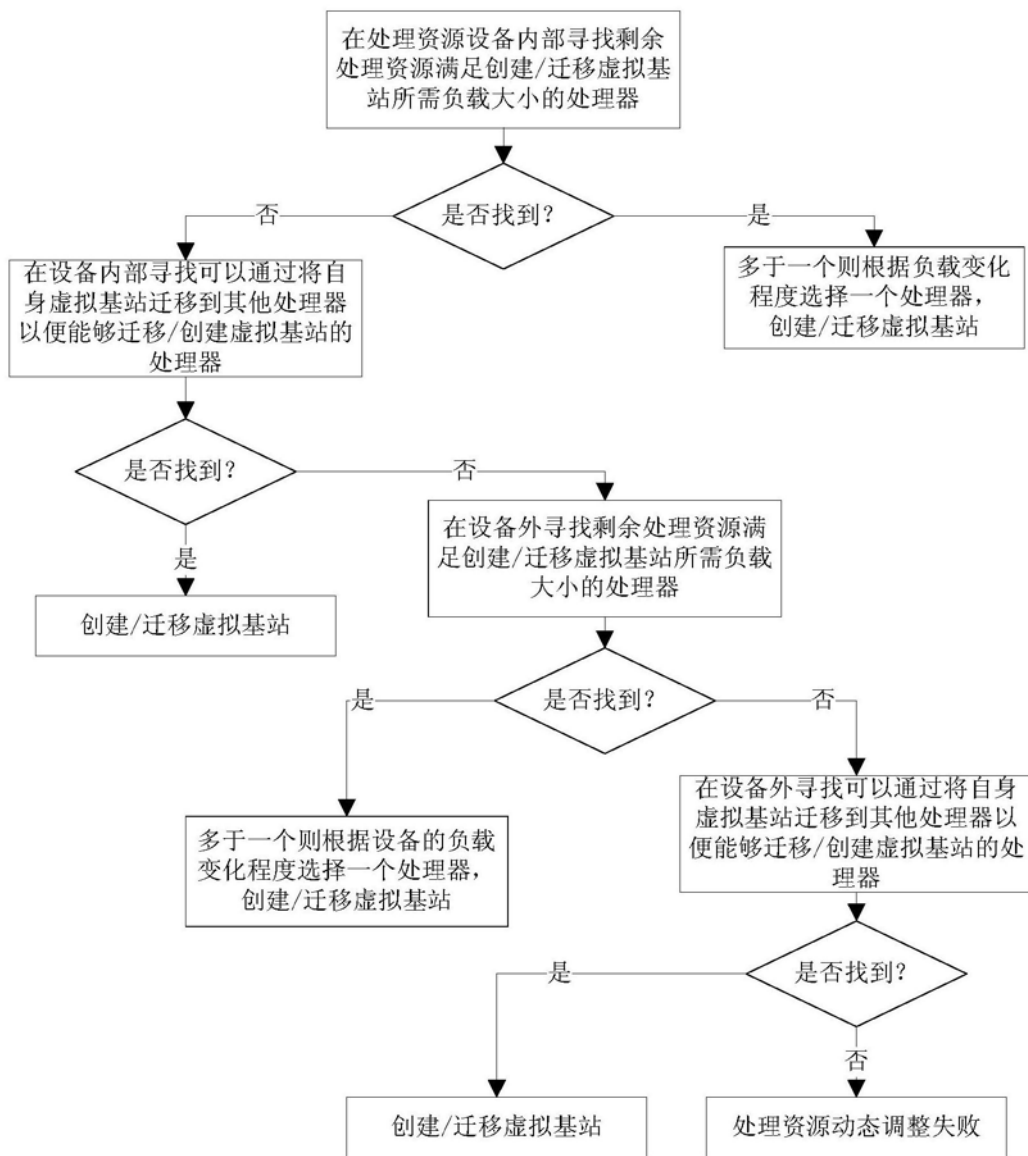 在处理资源设备内部寻找剩余
处理资源满足创建/迁移虚拟基
站所需负载大小的处理器
是否找到?
否
是
在设备内部寻找可以通过将自
身虚拟基站迁移到其他处理器
以便能够迁移/创建虚拟基站的
处理器
多于一个则根据负载变化
程度选择一个处理器,
创建/迁移虚拟基站
是否找到?
否
是
创建/迁移虚拟基站
在设备外寻找剩余处理资源满
足创建/迁移虚拟基站所需负载
大小的处理器
是否找到?
是
否
多于一个则根据设备的负载
变化程度选择一个处理器,
创建/迁移虚拟基站
在设备外寻找可以通过将自身
虚拟基站迁移到其他处理器以
便能够迁移/创建虚拟基站的处
理器
是否找到?
是
否
创建/迁移虚拟基站
处理资源动态调整失败